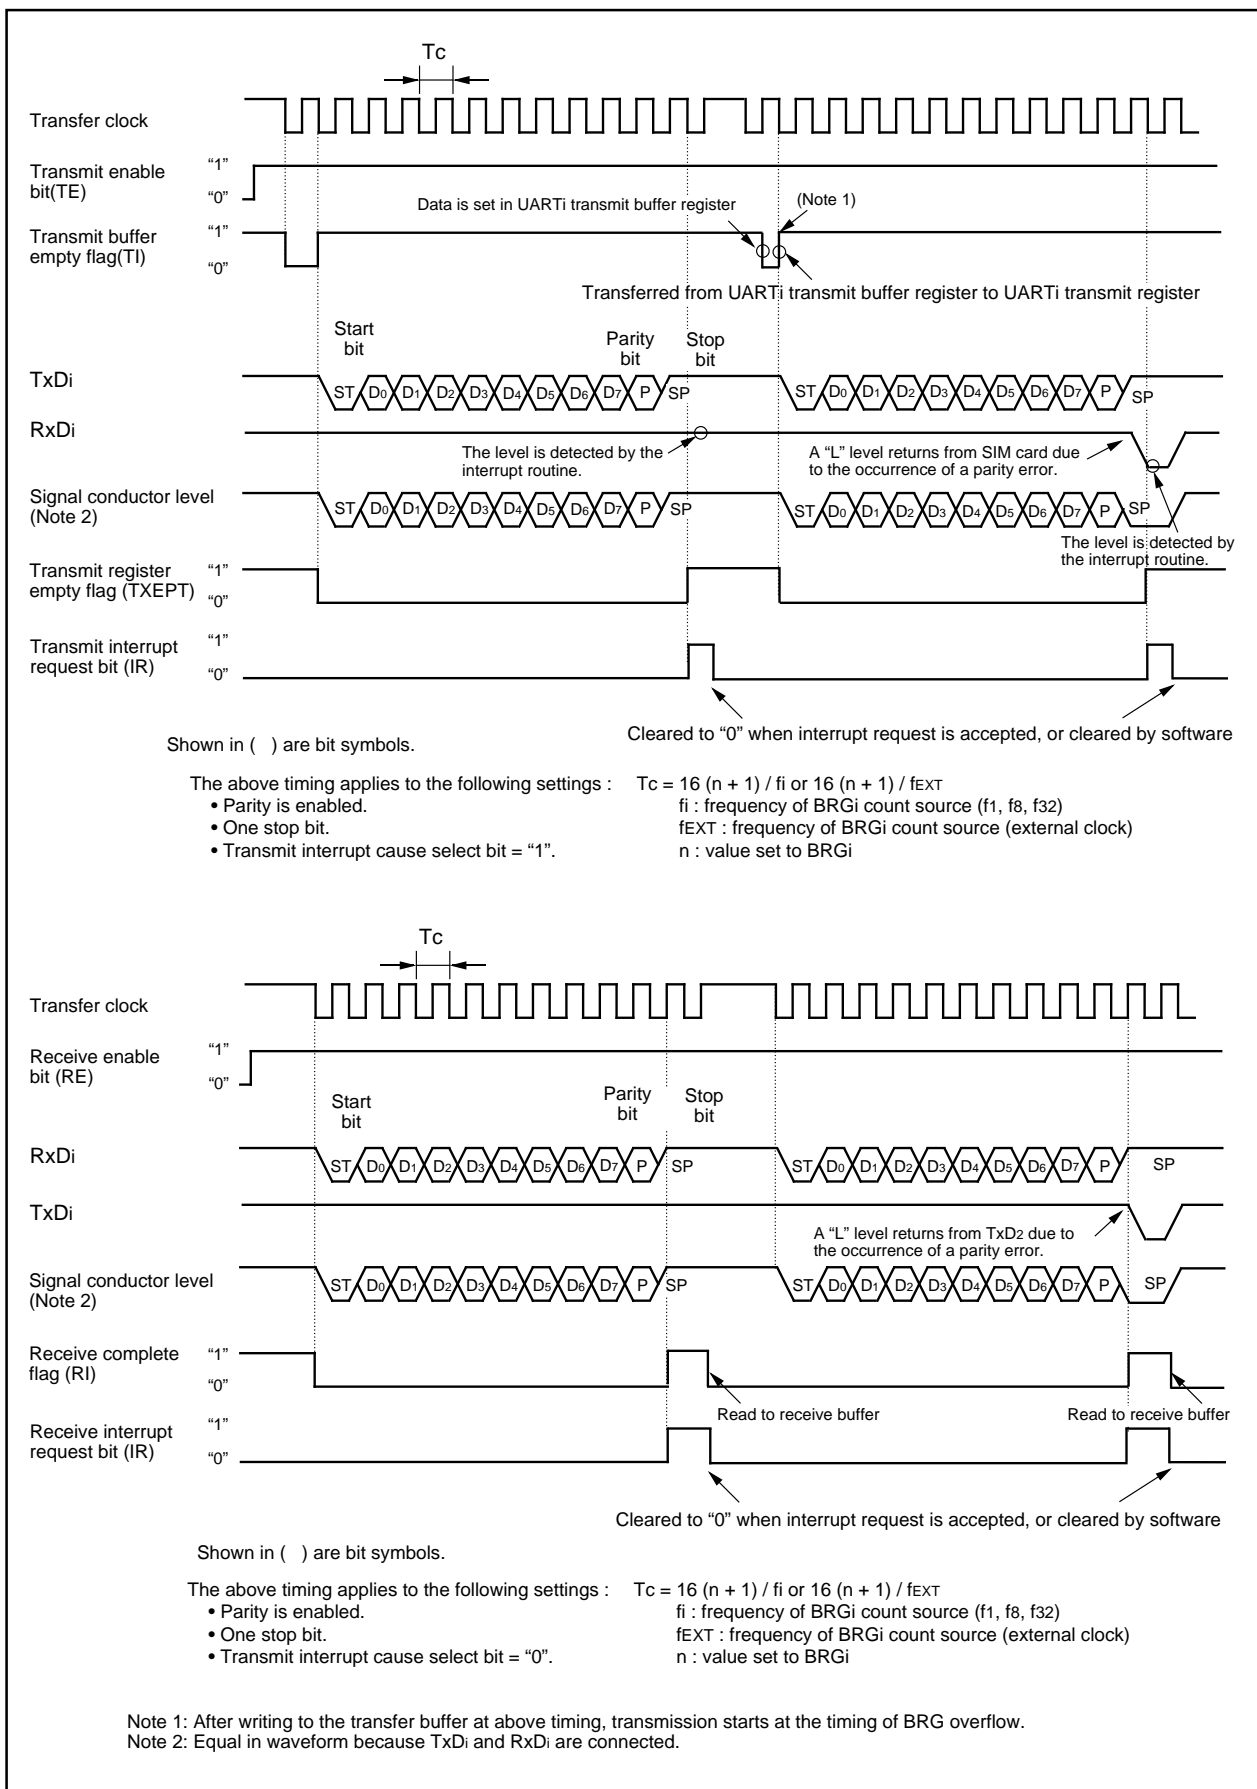 Tc
Transfer clock
Transmit enable
bit(TE)
“1”
“0”
Data is set in UARTi transmit buffer register
(Note 1)
Transmit buffer
empty flag(TI)
“1”
“0”
Transferred from UARTi transmit buffer register to UARTi transmit register
Start
bit
Parity
bit
Stop
bit
TxDi
ST D0 D1 D2 D3 D4 D5 D6 D7 P SP
ST D0 D1 D2 D3 D4 D5 D6 D7 P SP
RxDi
The level is detected by the
interrupt routine.
A “L” level returns from SIM card due
to the occurrence of a parity error.
Signal conductor level
(Note 2)
ST D0 D1 D2 D3 D4 D5 D6 D7 P SP
ST D0 D1 D2 D3 D4 D5 D6 D7 P SP
The level is detected by
the interrupt routine.
Transmit register
empty flag (TXEPT)
“1”
“0”
Transmit interrupt
request bit (IR)
“1”
“0”
Cleared to “0” when interrupt request is accepted, or cleared by software
Shown in ( ) are bit symbols.
The above timing applies to the following settings :
• Parity is enabled.
• One stop bit.
• Transmit interrupt cause select bit = “1”.
Tc = 16 (n + 1) / fi or 16 (n + 1) / fEXT
fi : frequency of BRGi count source (f1, f8, f32)
fEXT : frequency of BRGi count source (external clock)
n : value set to BRGi
Tc
Transfer clock
Receive enable
bit (RE)
“1”
“0”
Start
bit
Parity
bit
Stop
bit
RxDi
ST D0 D1 D2 D3 D4 D5 D6 D7 P SP
ST D0 D1 D2 D3 D4 D5 D6 D7 P SP
TxDi
A “L” level returns from TxD2 due to
the occurrence of a parity error.
Signal conductor level
(Note 2)
ST D0 D1 D2 D3 D4 D5 D6 D7 P SP
ST D0 D1 D2 D3 D4 D5 D6 D7 P SP
Receive complete
flag (RI)
“1”
“0”
Read to receive buffer
Read to receive buffer
Receive interrupt
request bit (IR)
“1”
“0”
Cleared to “0” when interrupt request is accepted, or cleared by software
Shown in ( ) are bit symbols.
The above timing applies to the following settings :
• Parity is enabled.
• One stop bit.
• Transmit interrupt cause select bit = “0”.
Tc = 16 (n + 1) / fi or 16 (n + 1) / fEXT
fi : frequency of BRGi count source (f1, f8, f32)
fEXT : frequency of BRGi count source (external clock)
n : value set to BRGi
Note 1: After writing to the transfer buffer at above timing, transmission starts at the timing of BRG overflow.
Note 2: Equal in waveform because TxDi and RxDi are connected.